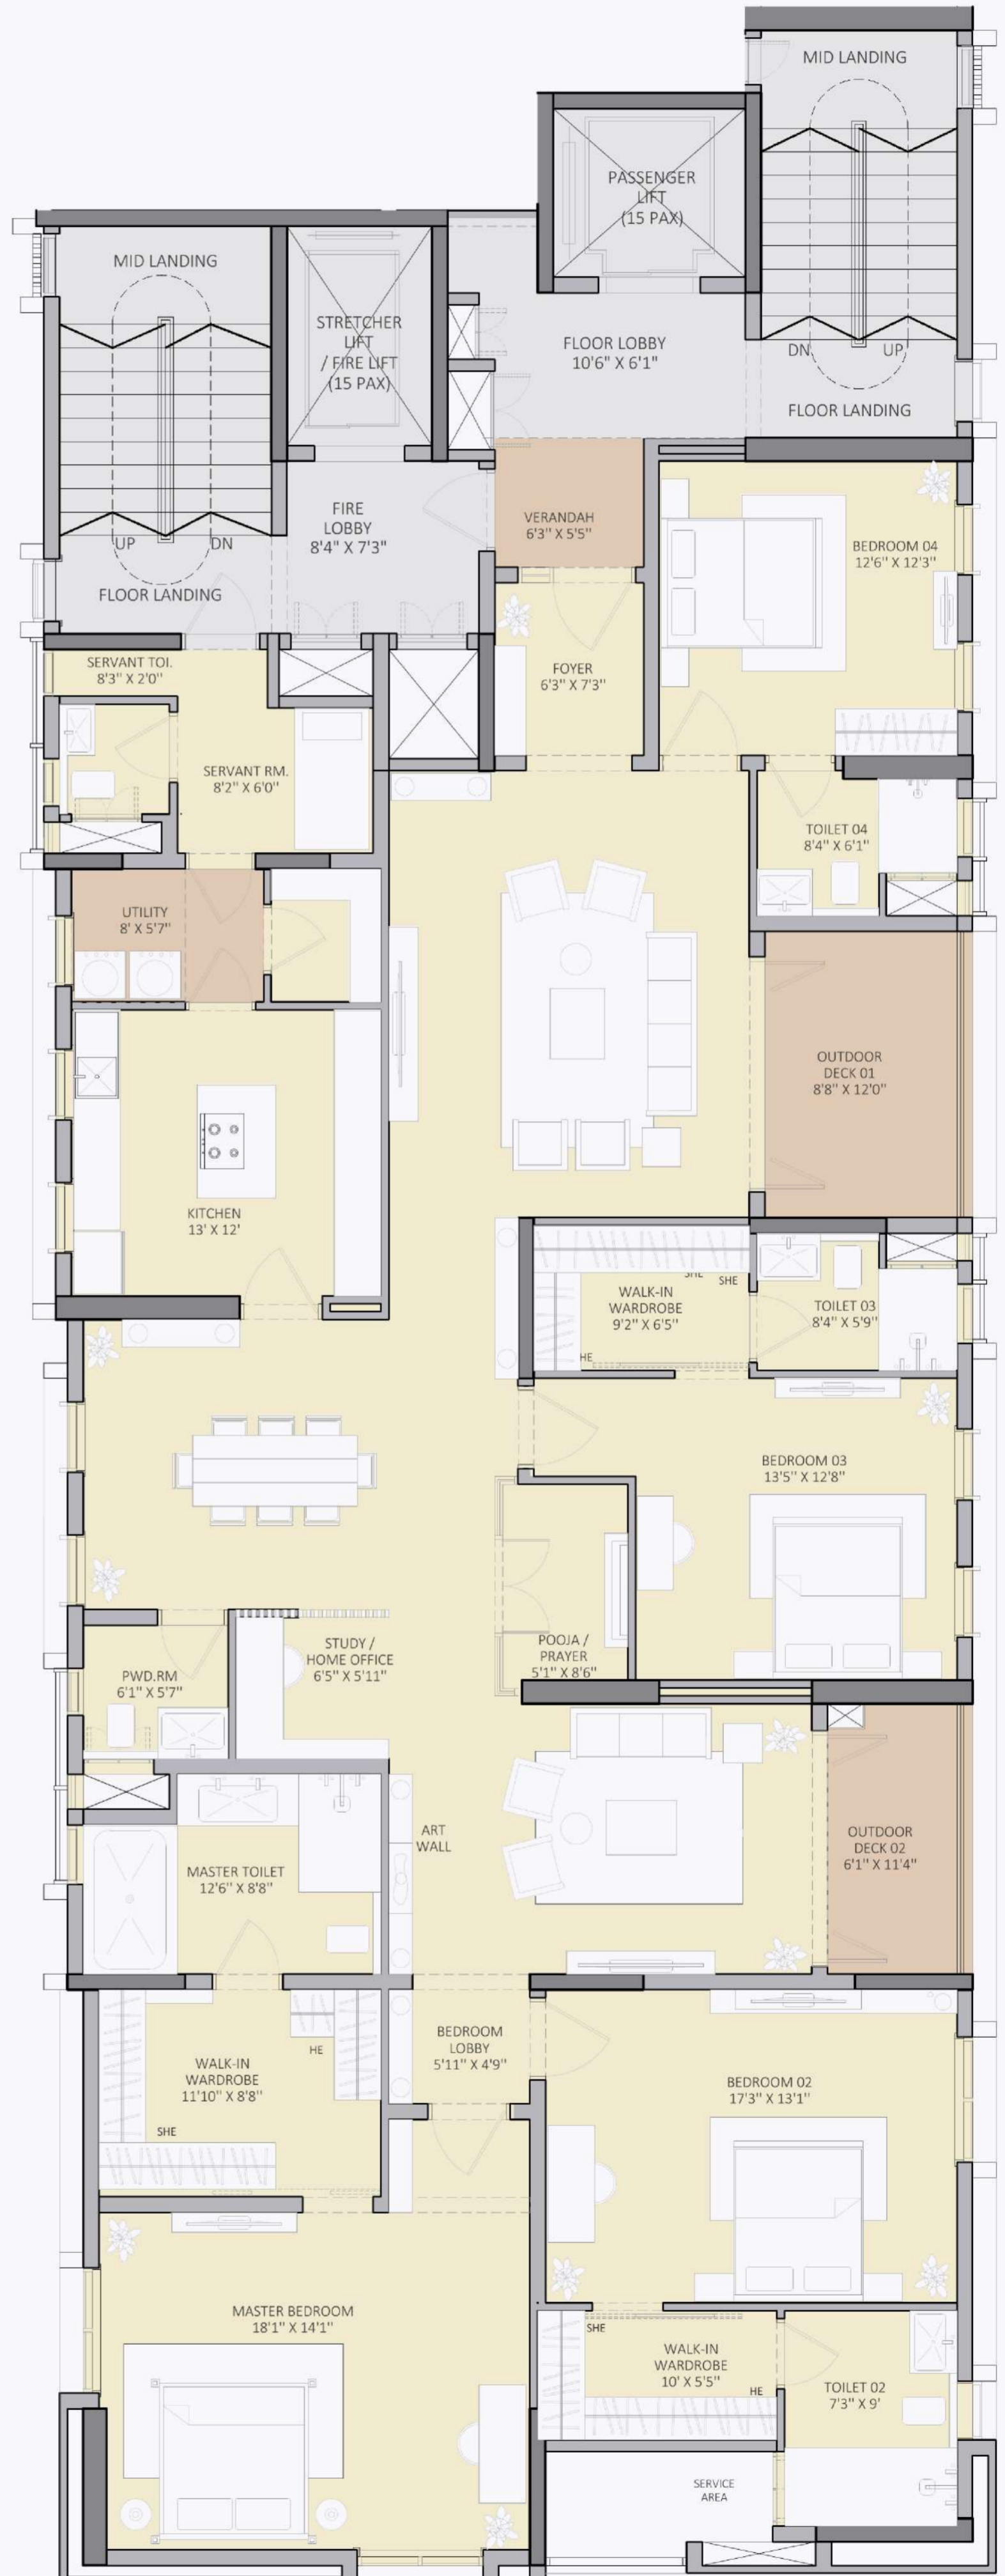 MID LANDING
PASSENGER
LIFT
(15 PAX)
MID LANDING
STRETCHER
LIFT
/ FIRE LIFT
(15 PAX)
FLOOR LOBBY
10'6" X 6'1"
DN
UP
FLOOR LANDING
FIRE
LOBBY
8'4" X 7'3"
VERANDAH
6'3" X 5'5"
UP
DN
FLOOR LANDING
BEDROOM 04
12'6" X 12'3"
SERVANT TOI.
8'3" X 2'0"
FOYER
6'3" X 7'3"
SERVANT RM.
8'2" X 6'0"
TOILET 04
8'4" X 6'1"
UTILITY
8' X 5'7"
OUTDOOR
DECK 01
8'8" X 12'0"
KITCHEN
13' X 12'
SHE
SHE
WALK-IN
WARDROBE
9'2" X 6'5"
HE
TOILET 03
8'4" X 5'9"
BEDROOM 03
13'5" X 12'8"
STUDY /
HOME OFFICE
6'5" X 5'11"
POOJA /
PRAYER
5'1" X 8'6"
PWD.RM
6'1" X 5'7"
ART
WALL
OUTDOOR
DECK 02
6'1" X 11'4"
MASTER TOILET
12'6" X 8'8"
BEDROOM
LOBBY
5'11" X 4'9"
HE
WALK-IN
WARDROBE
11'10" X 8'8"
SHE
BEDROOM 02
17'3" X 13'1"
MASTER BEDROOM
18'1" X 14'1"
SHE
WALK-IN
WARDROBE
10' X 5'5"
HE
TOILET 02
7'3" X 9'
SERVICE
AREA